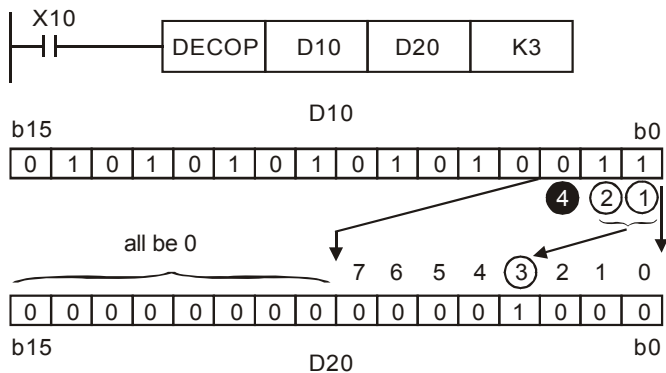 X10
DECOP D10 D20 K3
D10
b15 b0
0 1 0 1 0 1 0 1 0 1 0 1 0 0 1 1
4 2 1
all be 0
7 6 5 4 3 2 1 0
0 0 0 0 0 0 0 0 0 0 0 0 1 0 0 0
b15 b0
D20